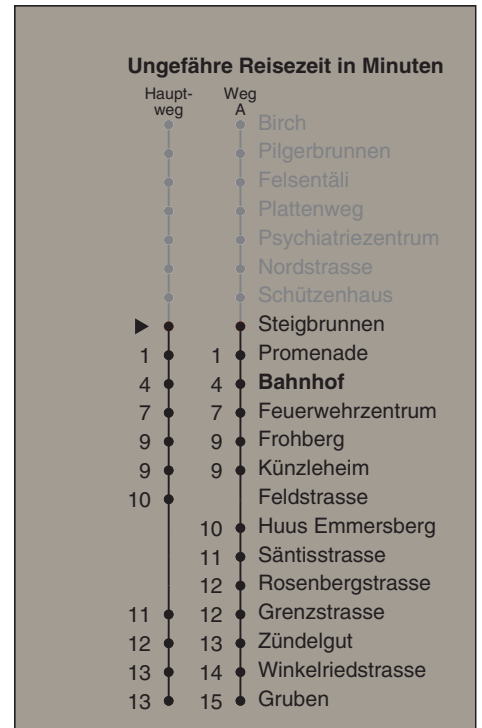 Ungefähre Reisezeit in Minuten
Haupt- Weg
weg A
Birch
Pilgerbrunnen
Felsentäli
Plattenweg
Psychiatriezentrum
Nordstrasse
Schützenhaus
Steigbrunnen
1 1 Promenade
4 4 Bahnhof
7 7 Feuerwehrzentrum
9 9 Frohberg
9 9 Künzleheim
10 Feldstrasse
10 Huus Emmersberg
11 Säntisstrasse
12 Rosenbergstrasse
11 12 Grenzstrasse
12 13 Zündelgut
13 14 Winkelriedstrasse
13 15 Gruben